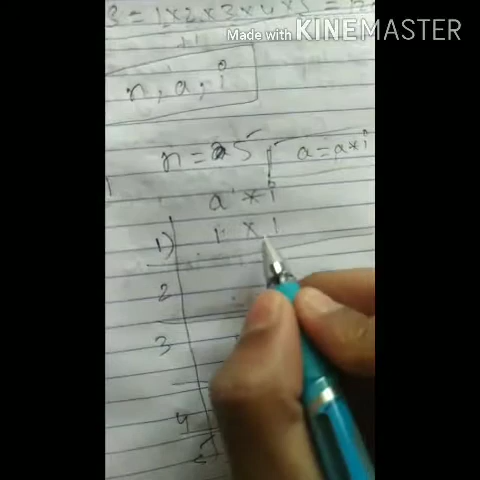 Made with KINEMASTER
= 1x2x3x4x5 =
n, a, i
n = 5
a = a*i
a * i
1) 1 x 1
2
3
4